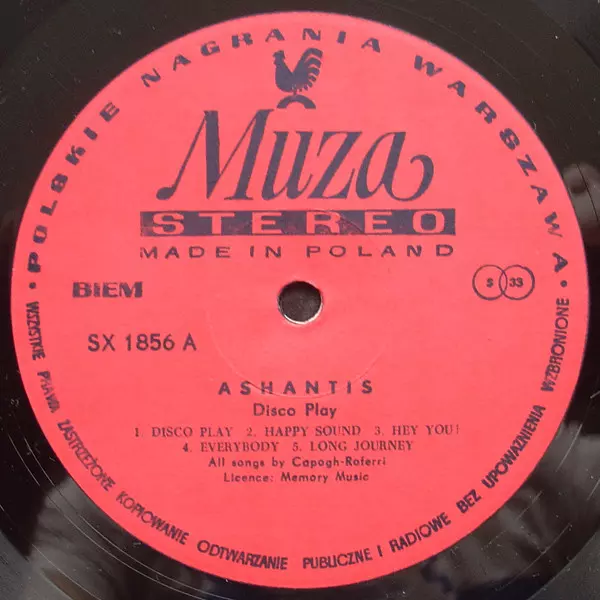 • POLSKIE NAGRANIA WARSZAWA •
Muza
STEREO
MADE IN POLAND
BIEM
S 33
SX 1856 A
ASHANTIS
Disco Play
1. DISCO PLAY 2. HAPPY SOUND 3. HEY YOU!
4. EVERYBODY 5. LONG JOURNEY
All songs by Capogh-Roferri
Licence: Memory Music
WSZYSTKIE PRAWA ZASTRZEŻONE KOPIOWANIE ODTWARZANIE PUBLICZNE I RADIOWE BEZ UPOWAŻNIENIA WZBRONIONE